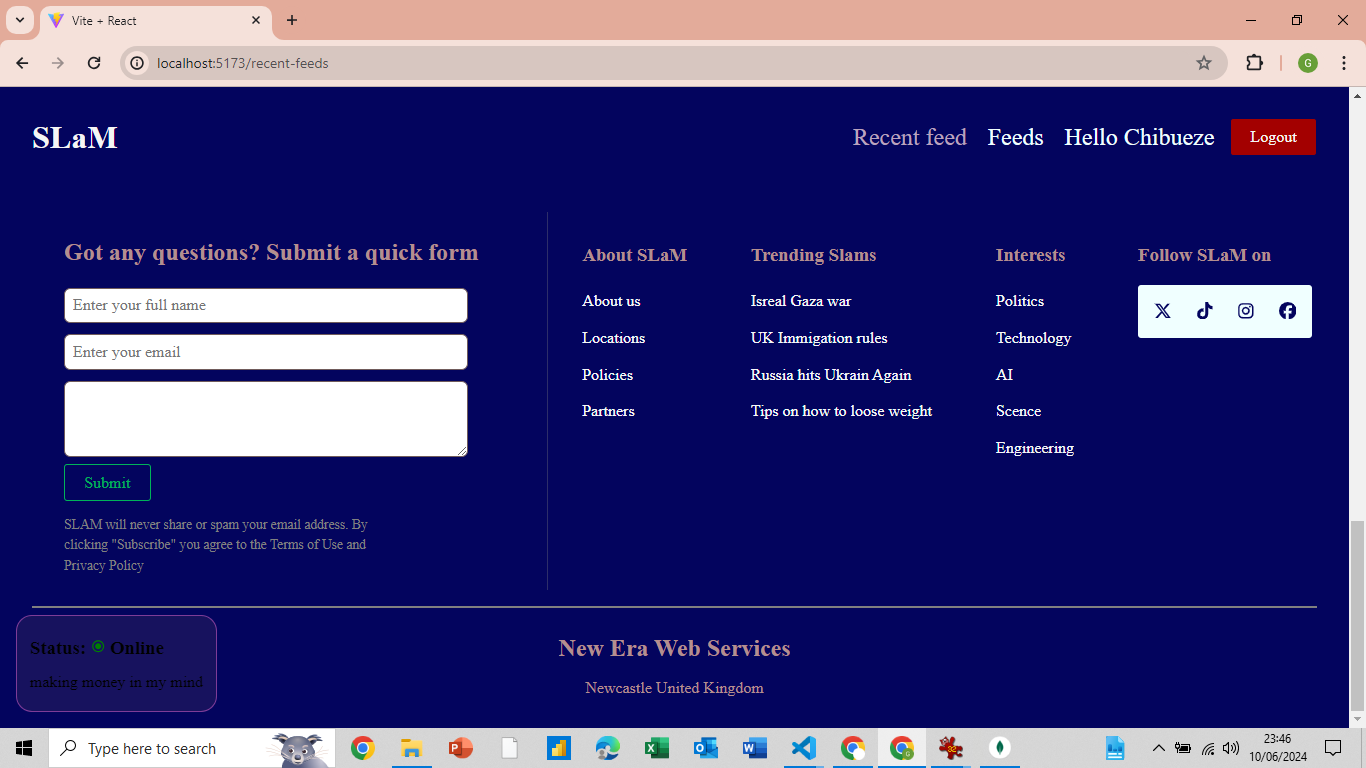 Vite + React
localhost:5173/recent-feeds
G
SLaM
Recent feed Feeds Hello Chibueze Logout
Got any questions? Submit a quick form
Enter your full name
Enter your email
Submit
SLAM will never share or spam your email address. By
clicking "Subscribe" you agree to the Terms of Use and
Privacy Policy
About SLaM
About us
Locations
Policies
Partners
Trending Slams
Isreal Gaza war
UK Immigation rules
Russia hits Ukrain Again
Tips on how to loose weight
Interests
Politics
Technology
AI
Scence
Engineering
Follow SLaM on
Status: Online
making money in my mind
New Era Web Services
Newcastle United Kingdom
Type here to search
23:46
10/06/2024